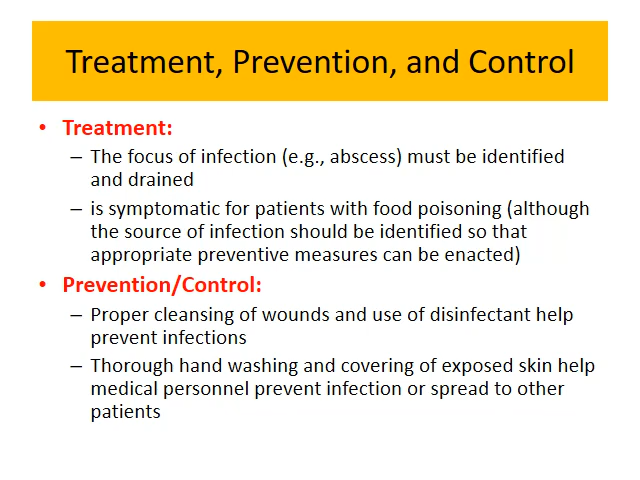 Treatment, Prevention, and Control
• Treatment:
– The focus of infection (e.g., abscess) must be identified
and drained
– is symptomatic for patients with food poisoning (although
the source of infection should be identified so that
appropriate preventive measures can be enacted)
• Prevention/Control:
– Proper cleansing of wounds and use of disinfectant help
prevent infections
– Thorough hand washing and covering of exposed skin help
medical personnel prevent infection or spread to other
patients